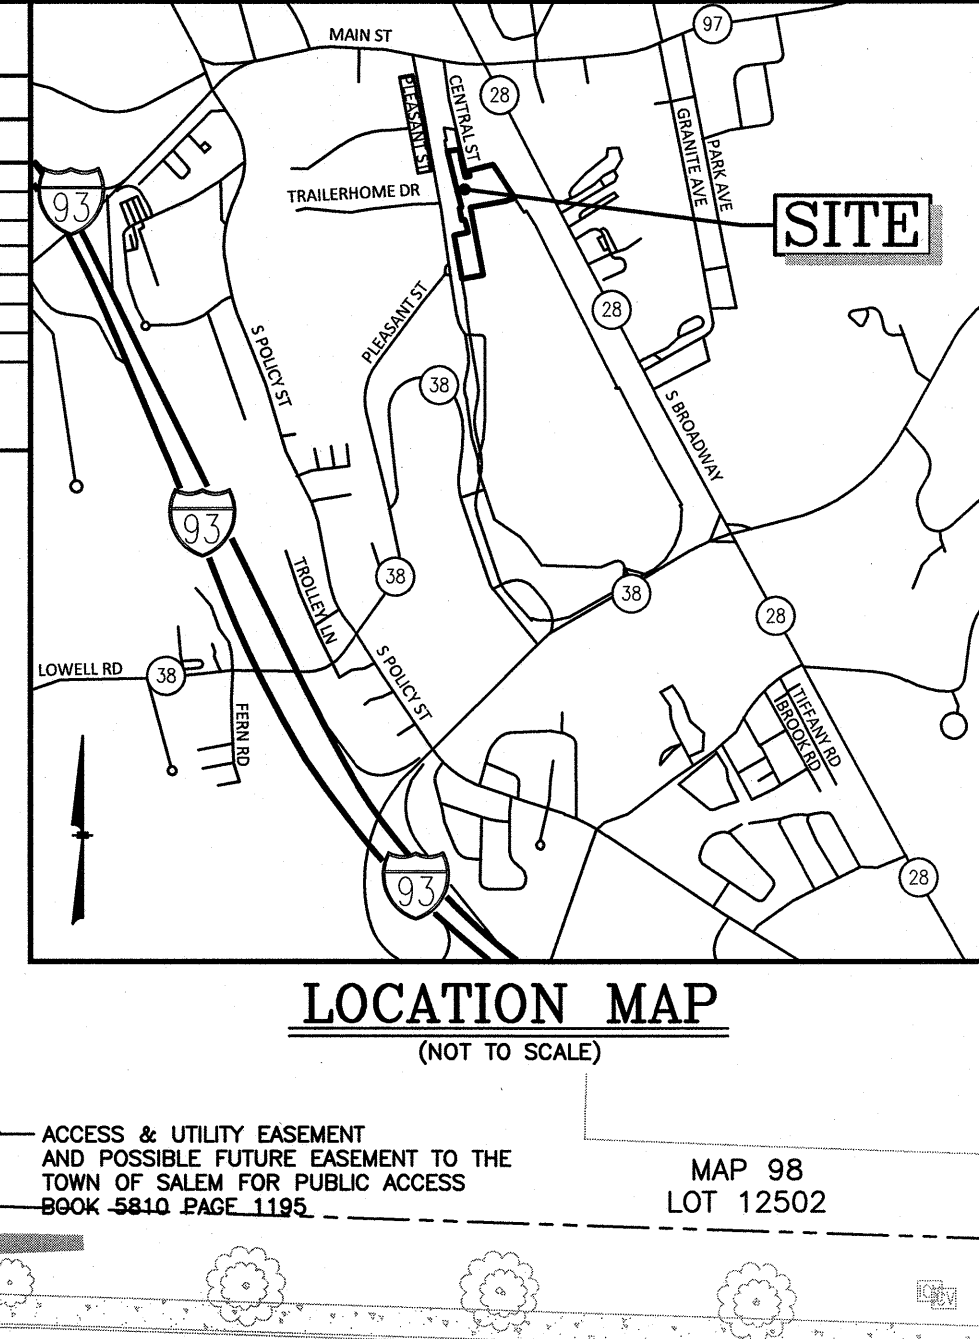 MAIN ST
97
28
PLEASANT ST
CENTRAL ST
GRANITE AVE
PARK AVE
TRAILERHOME DR
93
SITE
28
PLEASANT ST
S POLICY ST
38
S BROADWAY
93
38
38
TROLLEY LN
28
LOWELL RD
38
S POLICY ST
FERN RD
TIFFANY RD
BROOK RD
93
28
LOCATION MAP
(NOT TO SCALE)
ACCESS & UTILITY EASEMENT
AND POSSIBLE FUTURE EASEMENT TO THE
TOWN OF SALEM FOR PUBLIC ACCESS
BOOK 5810 PAGE 1195
MAP 98
LOT 12502